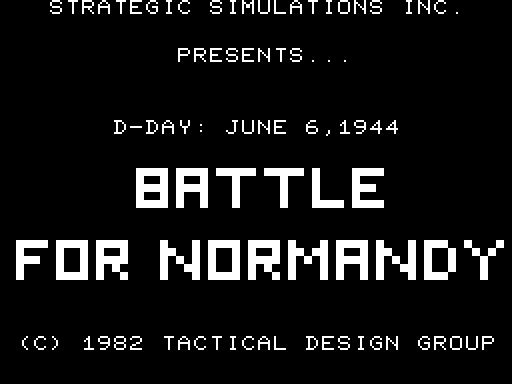 STRATEGIC SIMULATIONS INC.
PRESENTS...
D-DAY: JUNE 6,1944
BATTLE
FOR NORMANDY
(C) 1982 TACTICAL DESIGN GROUP